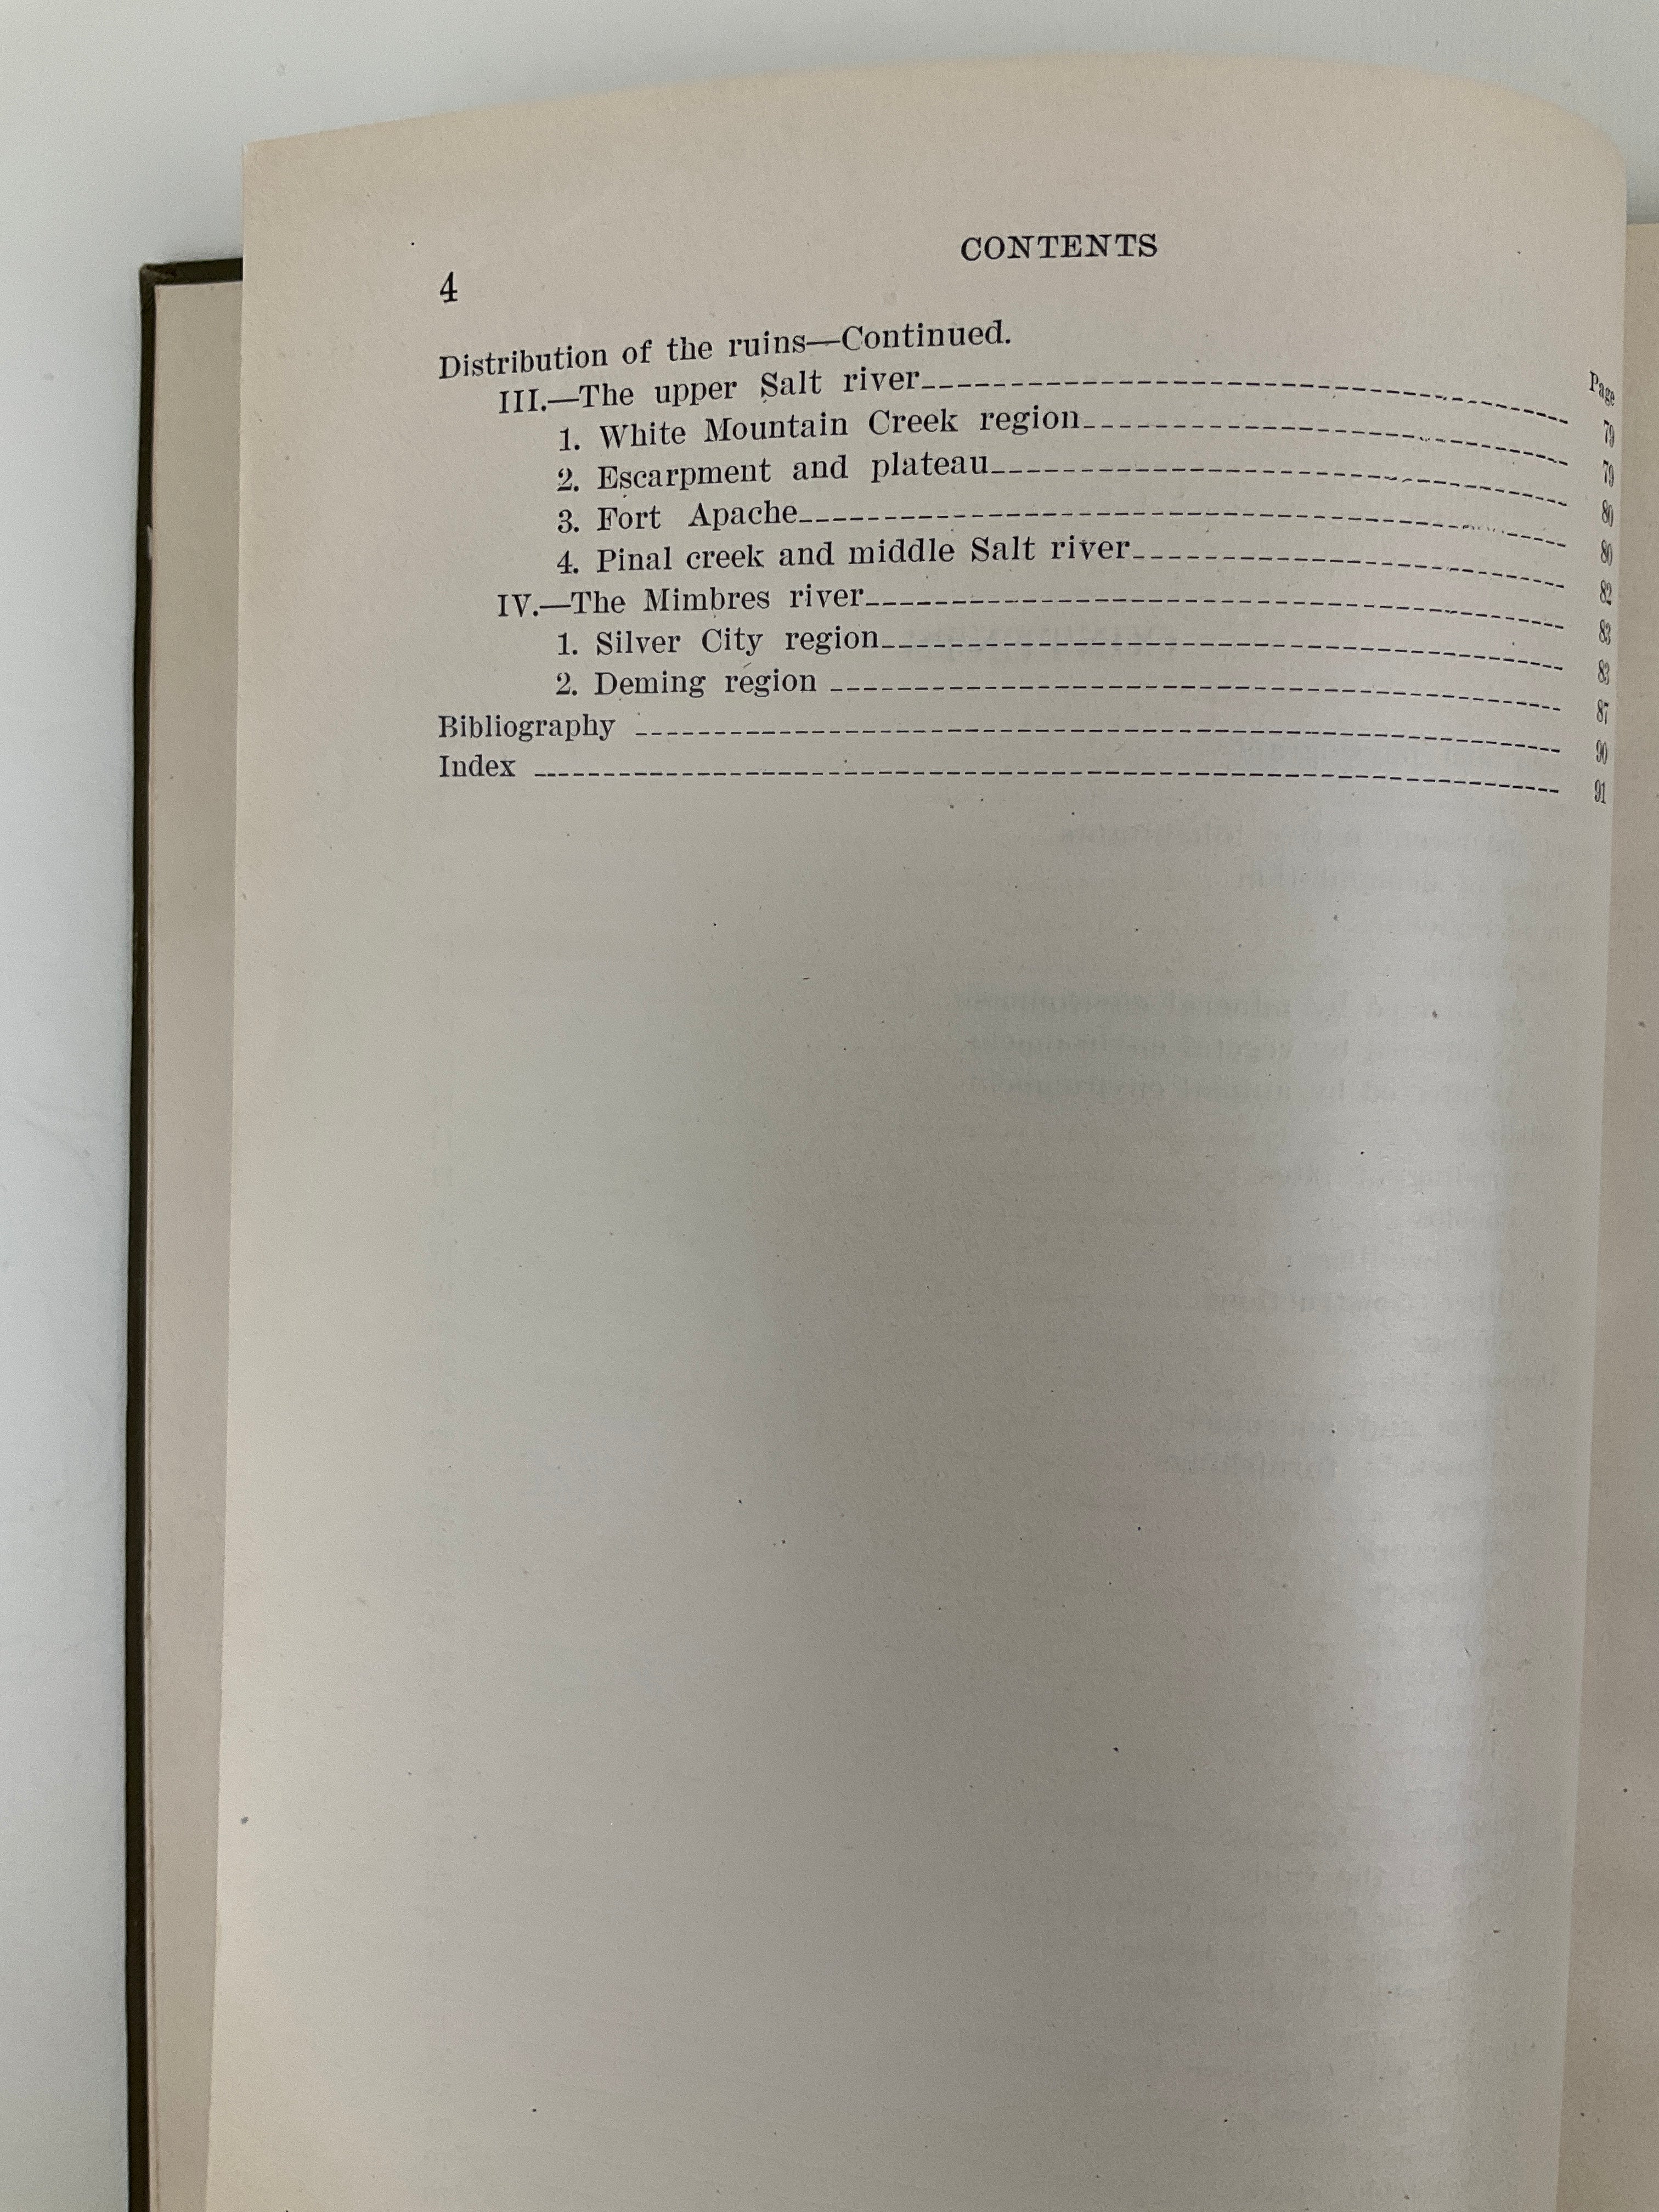 CONTENTS
4
Distribution of the ruins—Continued.
Page
III.—The upper Salt river 79
1. White Mountain Creek region 79
2. Escarpment and plateau 80
3. Fort Apache 80
4. Pinal creek and middle Salt river 82
IV.—The Mimbres river 83
1. Silver City region 83
2. Deming region 87
Bibliography 90
Index 91